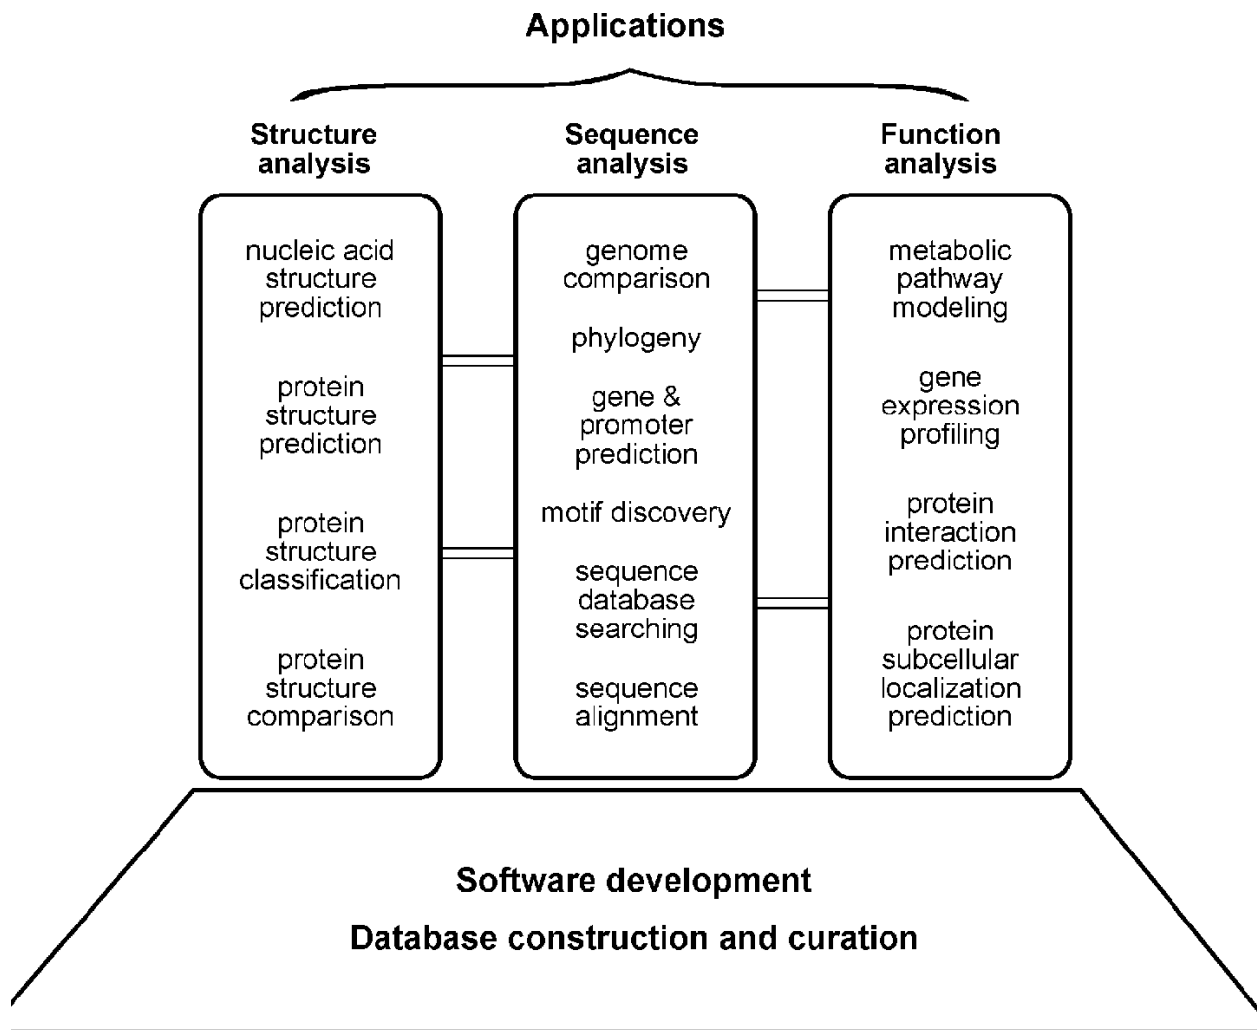 Applications
Structure
analysis
nucleic acid
structure
prediction
protein
structure
prediction
protein
structure
classification
protein
structure
comparison
Sequence
analysis
genome
comparison
phylogeny
gene &
promoter
prediction
motif discovery
sequence
database
searching
sequence
alignment
Function
analysis
metabolic
pathway
modeling
gene
expression
profiling
protein
interaction
prediction
protein
subcellular
localization
prediction
Software development
Database construction and curation